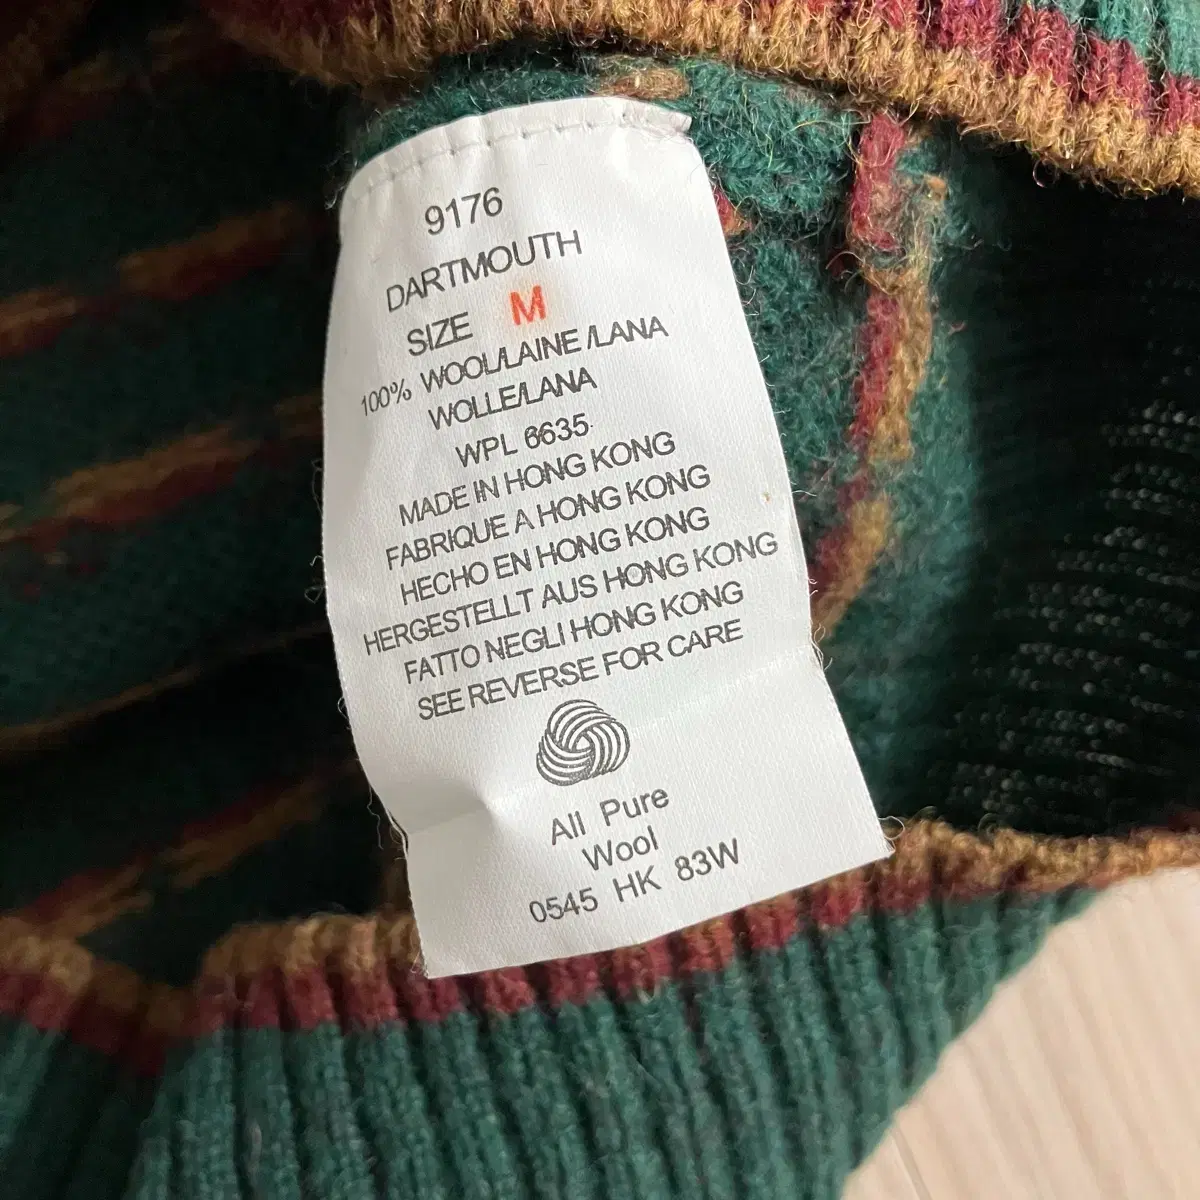 9176
DARTMOUTH
SIZE M
100% WOOL/LAINE/LANA
WOLLE/LANA
WPL 6635
MADE IN HONG KONG
FABRIQUE A HONG KONG
HECHO EN HONG KONG
HERGESTELLT AUS HONG KONG
FATTO NEGLI HONG KONG
SEE REVERSE FOR CARE
All Pure
Wool
0545 HK 83W